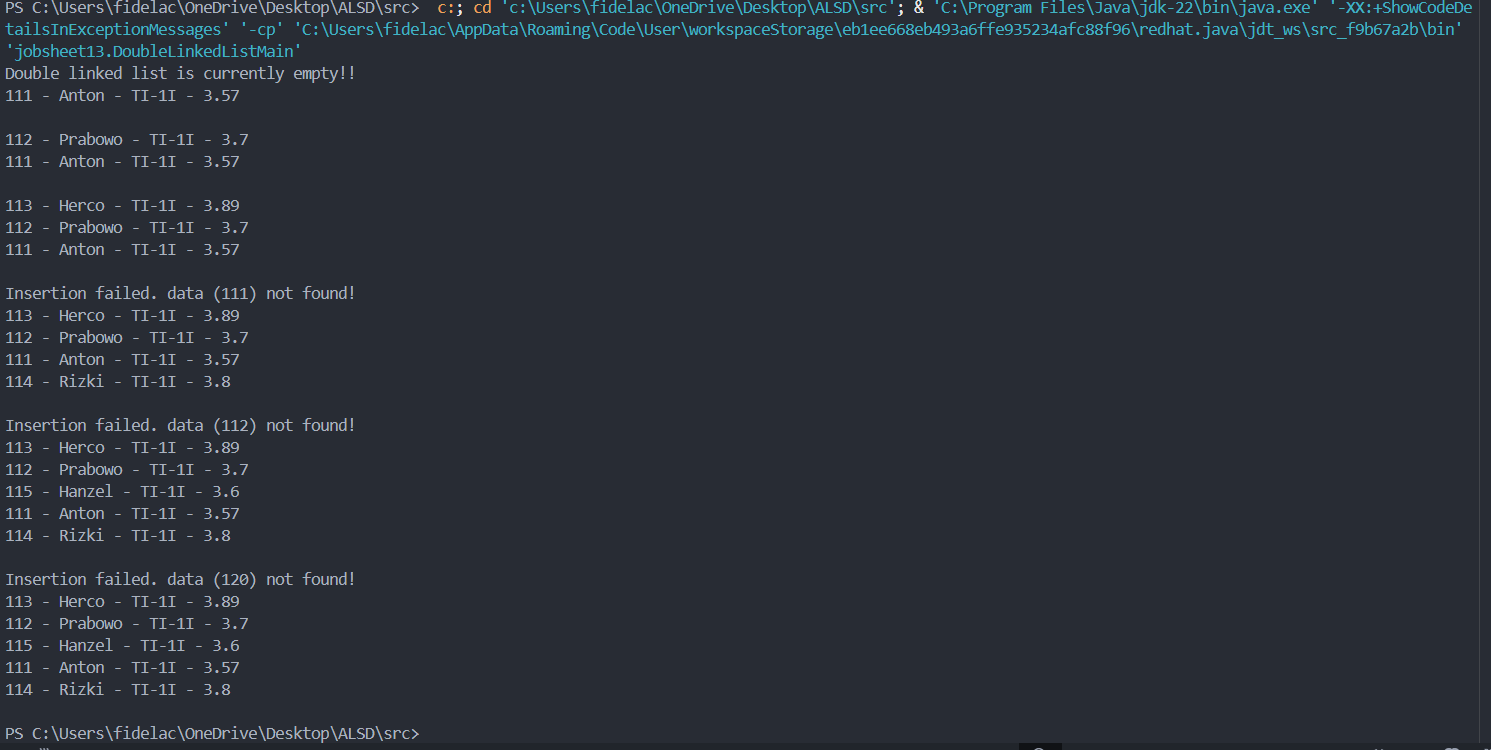 PS C:\Users\fidelac\OneDrive\Desktop\ALSD\src>  c:; cd 'c:\Users\fidelac\OneDrive\Desktop\ALSD\src'; & 'C:\Program Files\Java\jdk-22\bin\java.exe' '-XX:+ShowCodeDe
tailsInExceptionMessages' '-cp' 'C:\Users\fidelac\AppData\Roaming\Code\User\workspaceStorage\eb1ee668eb493a6ffe935234afc88f96\redhat.java\jdt_ws\src_f9b67a2b\bin'
'jobsheet13.DoubleLinkedListMain'
Double linked list is currently empty!!
111 - Anton - TI-1I - 3.57
112 - Prabowo - TI-1I - 3.7
111 - Anton - TI-1I - 3.57
113 - Herco - TI-1I - 3.89
112 - Prabowo - TI-1I - 3.7
111 - Anton - TI-1I - 3.57
Insertion failed. data (111) not found!
113 - Herco - TI-1I - 3.89
112 - Prabowo - TI-1I - 3.7
111 - Anton - TI-1I - 3.57
114 - Rizki - TI-1I - 3.8
Insertion failed. data (112) not found!
113 - Herco - TI-1I - 3.89
112 - Prabowo - TI-1I - 3.7
115 - Hanzel - TI-1I - 3.6
111 - Anton - TI-1I - 3.57
114 - Rizki - TI-1I - 3.8
Insertion failed. data (120) not found!
113 - Herco - TI-1I - 3.89
112 - Prabowo - TI-1I - 3.7
115 - Hanzel - TI-1I - 3.6
111 - Anton - TI-1I - 3.57
114 - Rizki - TI-1I - 3.8
PS C:\Users\fidelac\OneDrive\Desktop\ALSD\src>